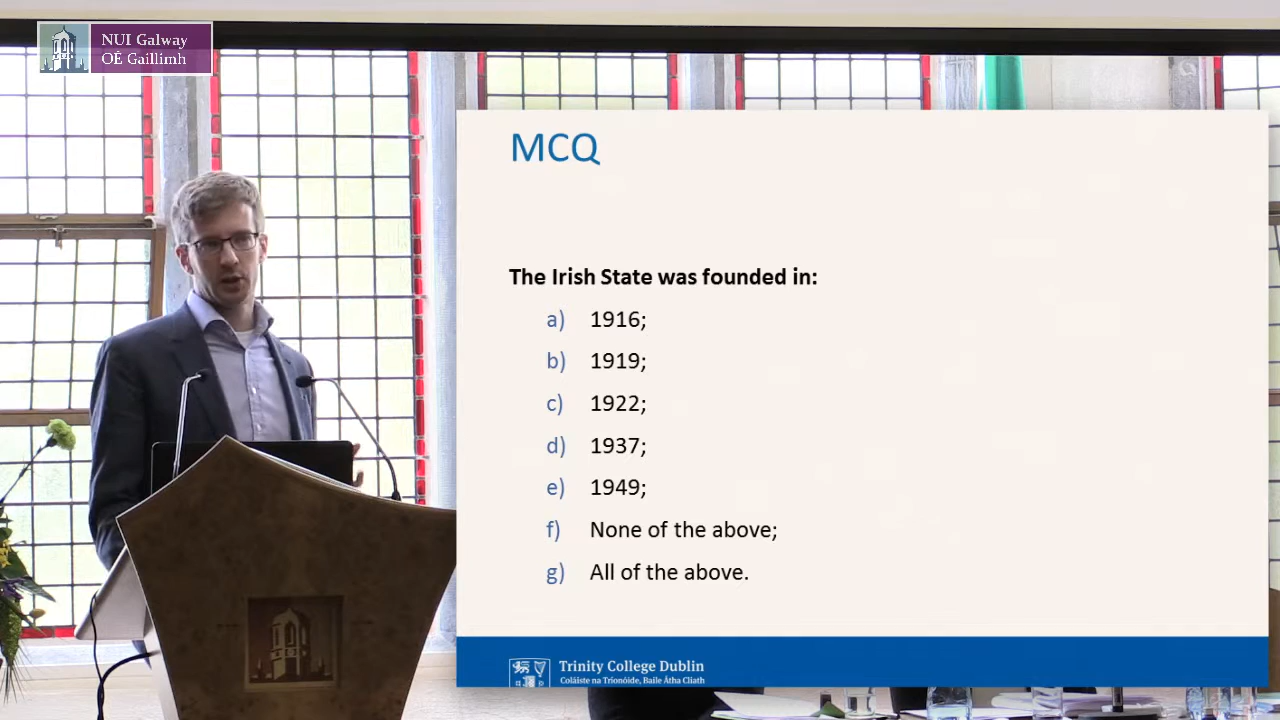 NUI Galway
OÉ Gaillimh
MCQ
The Irish State was founded in:
a) 1916;
b) 1919;
c) 1922;
d) 1937;
e) 1949;
f) None of the above;
g) All of the above.
Trinity College Dublin
Coláiste na Tríonóide, Baile Átha Cliath